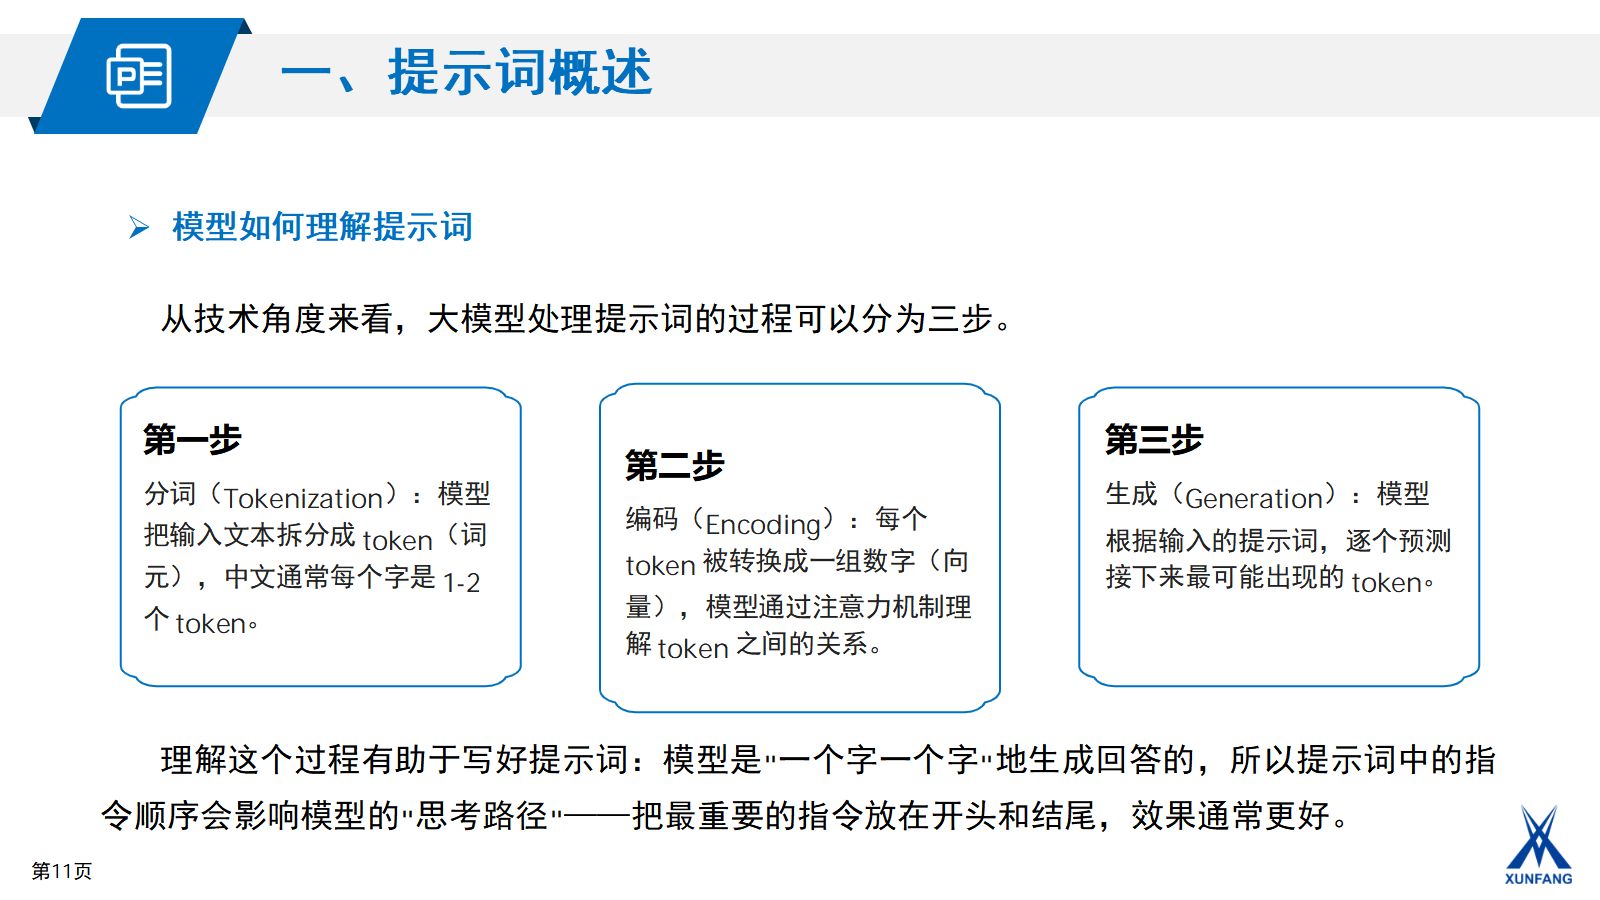 一、提示词概述
模型如何理解提示词
从技术角度来看，大模型处理提示词的过程可以分为三步。
第一步
分词（Tokenization）：模型
把输入文本拆分成 token（词
元），中文通常每个字是 1-2
个 token。
第二步
编码（Encoding）：每个
token 被转换成一组数字（向
量），模型通过注意力机制理
解 token 之间的关系。
第三步
生成（Generation）：模型
根据输入的提示词，逐个预测
接下来最可能出现的 token。
理解这个过程有助于写好提示词：模型是"一个字一个字"地生成回答的，所以提示词中的指
令顺序会影响模型的"思考路径"——把最重要的指令放在开头和结尾，效果通常更好。
第11页
XUNFANG